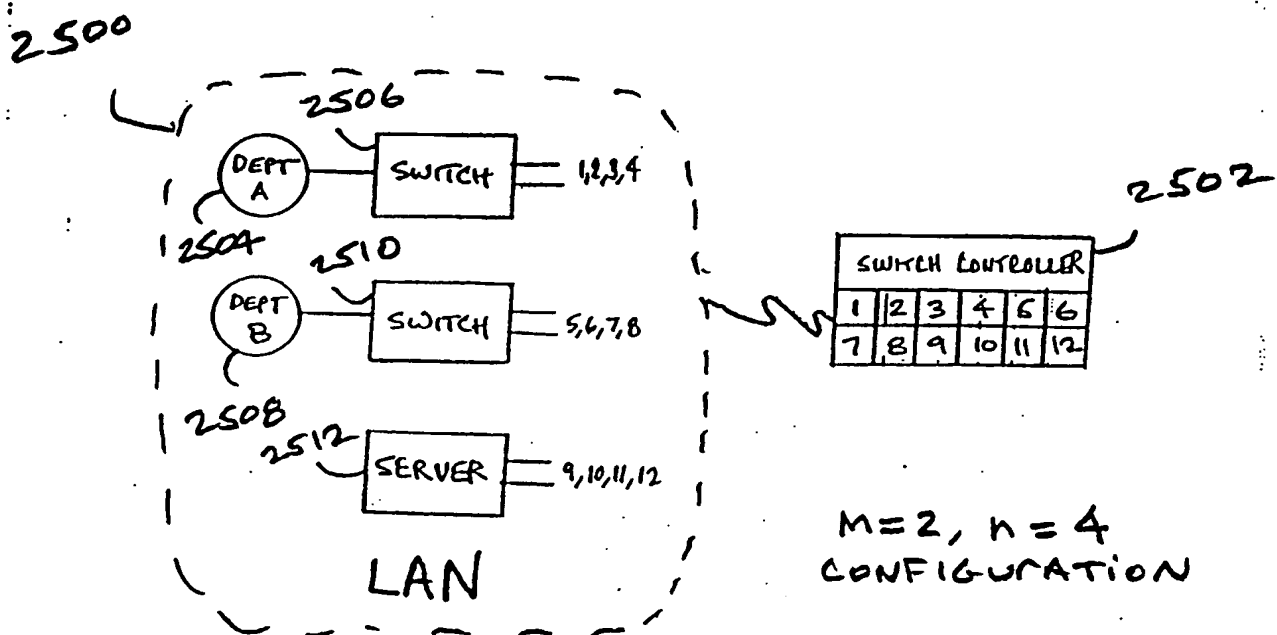 2500
2506
DEPT
A
SWITCH
1,2,3,4
2502
2504
2510
SWITCH CONTROLLER
1 2 3 4 5 6
7 8 9 10 11 12
DEPT
B
SWITCH
5,6,7,8
2508
2512
SERVER
9,10,11,12
M=2, n=4
CONFIGURATION
LAN